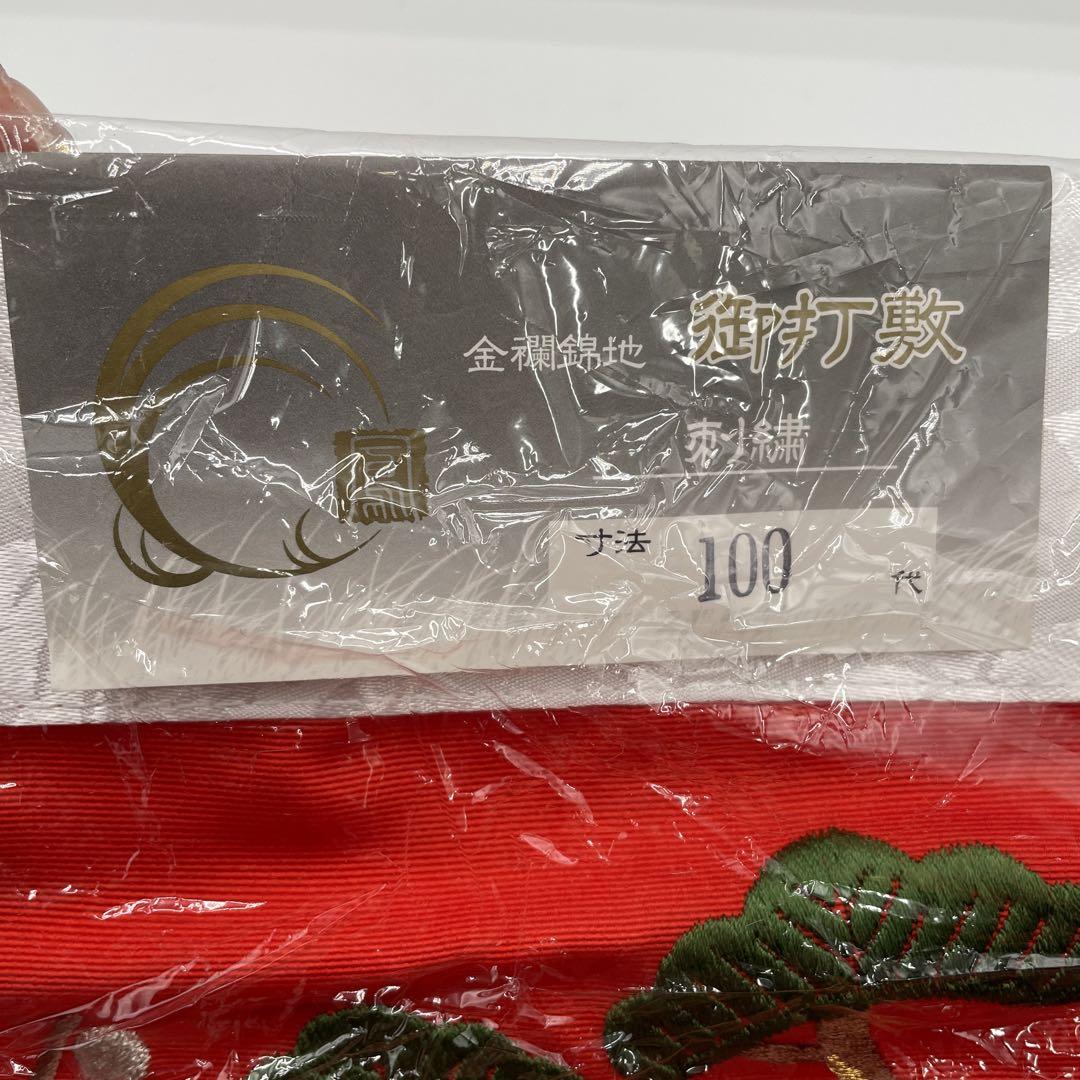 御打敷
金襴錦地
刺繍
寸法 100 代